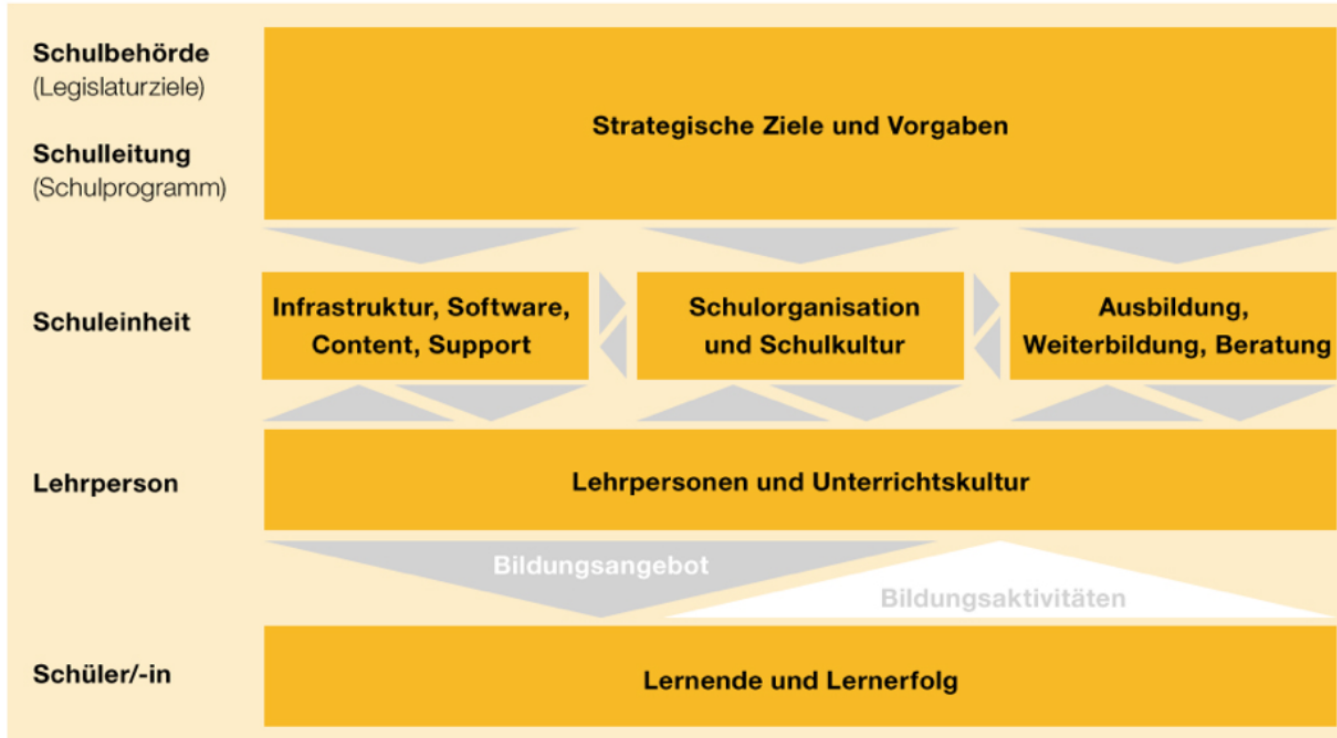 Schulbehörde
(Legislaturziele)
Schulleitung
(Schulprogramm)
Strategische Ziele und Vorgaben
Schuleinheit
Infrastruktur, Software,
Content, Support
Schulorganisation
und Schulkultur
Ausbildung,
Weiterbildung, Beratung
Lehrperson
Lehrpersonen und Unterrichtskultur
Bildungsangebot
Bildungsaktivitäten
Schüler/-in
Lernende und Lernerfolg